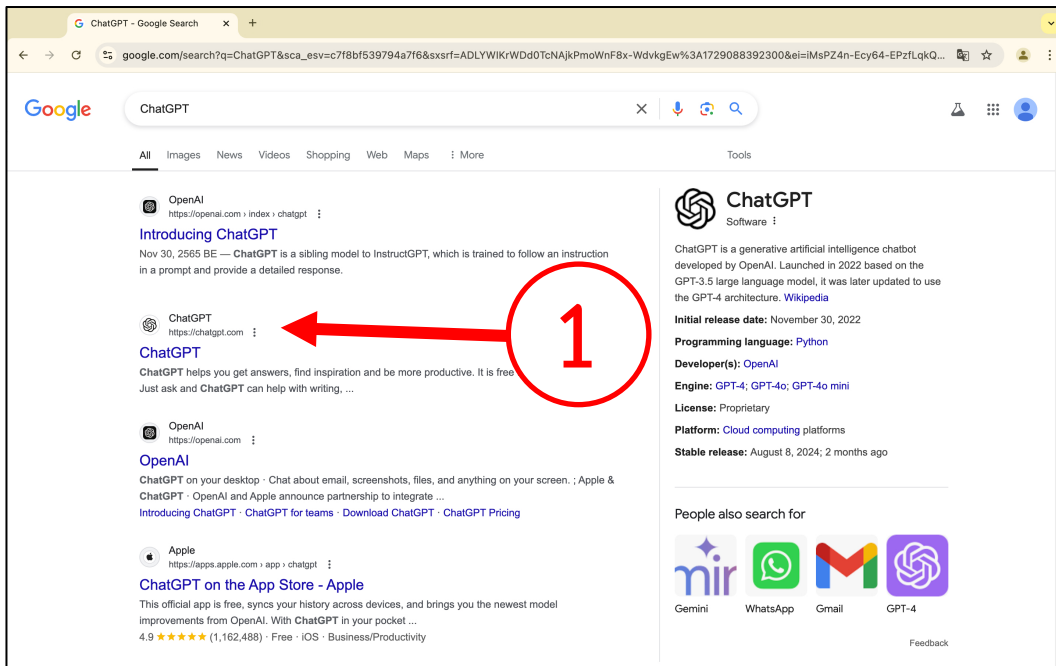 ChatGPT - Google Search
google.com/search?q=ChatGPT&sca_esv=c7f8bf539794a7f6&sxsrf=ADLYWIKrWDd0TcNAjkPmoWnF8x-WdvkgEw%3A1729088392300&ei=iMsPZ4n-Ecy64-EPzfLqkQ...
Google
ChatGPT
All Images News Videos Shopping Web Maps More Tools
OpenAI
https://openai.com › index › chatgpt
Introducing ChatGPT
Nov 30, 2565 BE — ChatGPT is a sibling model to InstructGPT, which is trained to follow an instruction
in a prompt and provide a detailed response.
ChatGPT
https://chatgpt.com
ChatGPT
ChatGPT helps you get answers, find inspiration and be more productive. It is free
Just ask and ChatGPT can help with writing, ...
1
OpenAI
https://openai.com
OpenAI
ChatGPT on your desktop · Chat about email, screenshots, files, and anything on your screen. ; Apple &
ChatGPT · OpenAI and Apple announce partnership to integrate ...
Introducing ChatGPT · ChatGPT for teams · Download ChatGPT · ChatGPT Pricing
Apple
https://apps.apple.com › app › chatgpt
ChatGPT on the App Store - Apple
This official app is free, syncs your history across devices, and brings you the newest model
improvements from OpenAI. With ChatGPT in your pocket ...
4.9 ★★★★★ (1,162,488) · Free · iOS · Business/Productivity
ChatGPT
Software
ChatGPT is a generative artificial intelligence chatbot
developed by OpenAI. Launched in 2022 based on the
GPT-3.5 large language model, it was later updated to use
the GPT-4 architecture. Wikipedia
Initial release date: November 30, 2022
Programming language: Python
Developer(s): OpenAI
Engine: GPT-4; GPT-4o; GPT-4o mini
License: Proprietary
Platform: Cloud computing platforms
Stable release: August 8, 2024; 2 months ago
People also search for
mir
Gemini WhatsApp Gmail GPT-4
Feedback